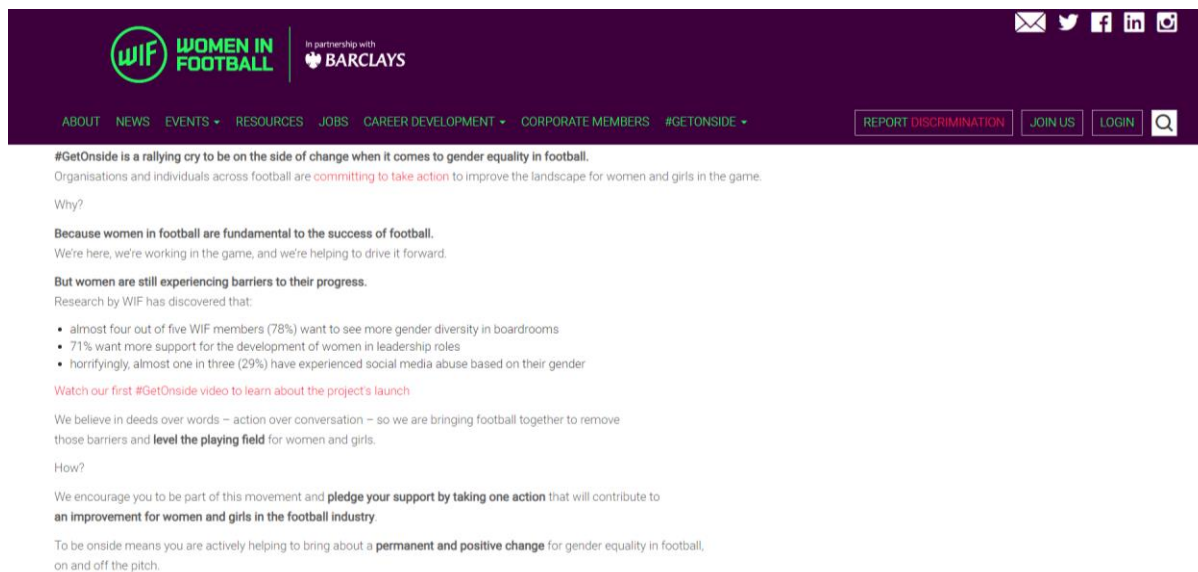 WIF
WOMEN IN
FOOTBALL
In partnership with
BARCLAYS
ABOUT NEWS EVENTS RESOURCES JOBS CAREER DEVELOPMENT CORPORATE MEMBERS #GETONSIDE REPORT DISCRIMINATION JOIN US LOGIN
#GetOnside is a rallying cry to be on the side of change when it comes to gender equality in football.
Organisations and individuals across football are committing to take action to improve the landscape for women and girls in the game.
Why?
Because women in football are fundamental to the success of football.
We're here, we're working in the game, and we're helping to drive it forward.
But women are still experiencing barriers to their progress.
Research by WIF has discovered that:
• almost four out of five WIF members (78%) want to see more gender diversity in boardrooms
• 71% want more support for the development of women in leadership roles
• horrifyingly, almost one in three (29%) have experienced social media abuse based on their gender
Watch our first #GetOnside video to learn about the project's launch
We believe in deeds over words – action over conversation – so we are bringing football together to remove
those barriers and level the playing field for women and girls.
How?
We encourage you to be part of this movement and pledge your support by taking one action that will contribute to
an improvement for women and girls in the football industry.
To be onside means you are actively helping to bring about a permanent and positive change for gender equality in football,
on and off the pitch.